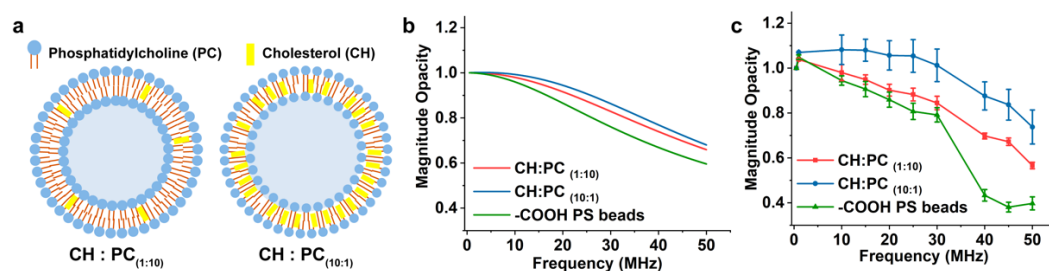 a
Phosphatidylcholine (PC)
Cholesterol (CH)
CH : PC(1:10)
CH : PC(10:1)
b
1.2
1.0
0.8
0.6
0.4
Magnitude Opacity
CH:PC (1:10)
CH:PC (10:1)
-COOH PS beads
0 10 20 30 40 50
Frequency (MHz)
c
1.2
1.0
0.8
0.6
0.4
Magnitude Opacity
CH:PC (1:10)
CH:PC (10:1)
-COOH PS beads
0 10 20 30 40 50
Frequency (MHz)